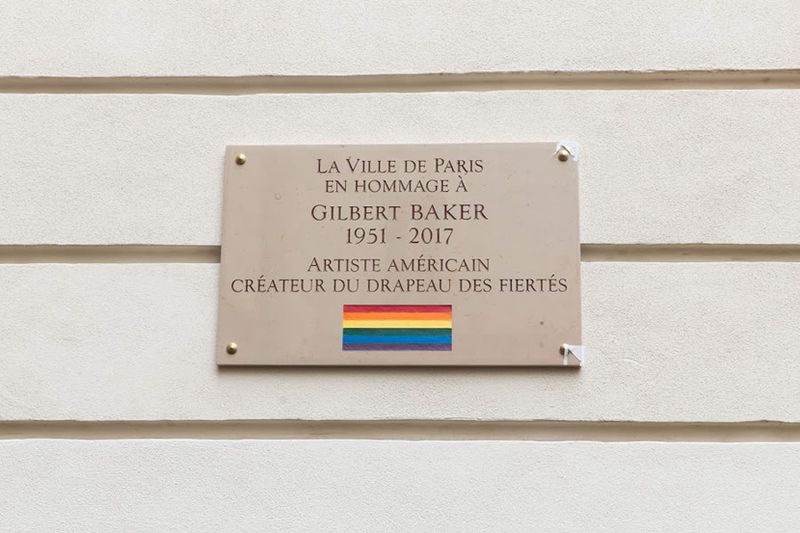 La Ville de Paris
en hommage à
Gilbert BAKER
1951 - 2017
Artiste américain
créateur du drapeau des fiertés